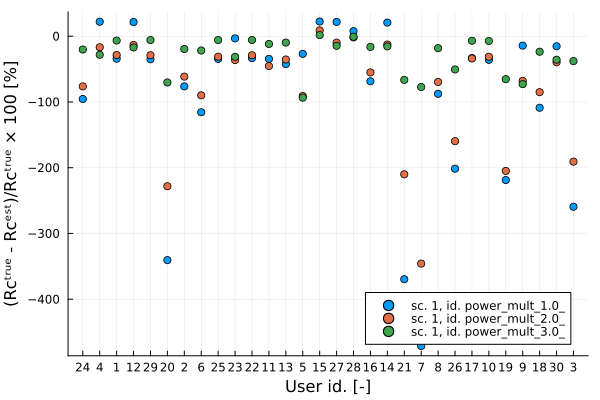 0
−100
−200
−300
−400
(Rcᵗʳᵘᵉ - Rcᵉˢᵗ)/Rcᵗʳᵘᵉ × 100 [%]
sc. 1, id. power_mult_1.0_
sc. 1, id. power_mult_2.0_
sc. 1, id. power_mult_3.0_
24 4 1 12 29 20 2 6 25 23 22 11 13 5 15 27 28 16 14 21 7 8 26 17 10 19 9 18 30 3
User id. [-]